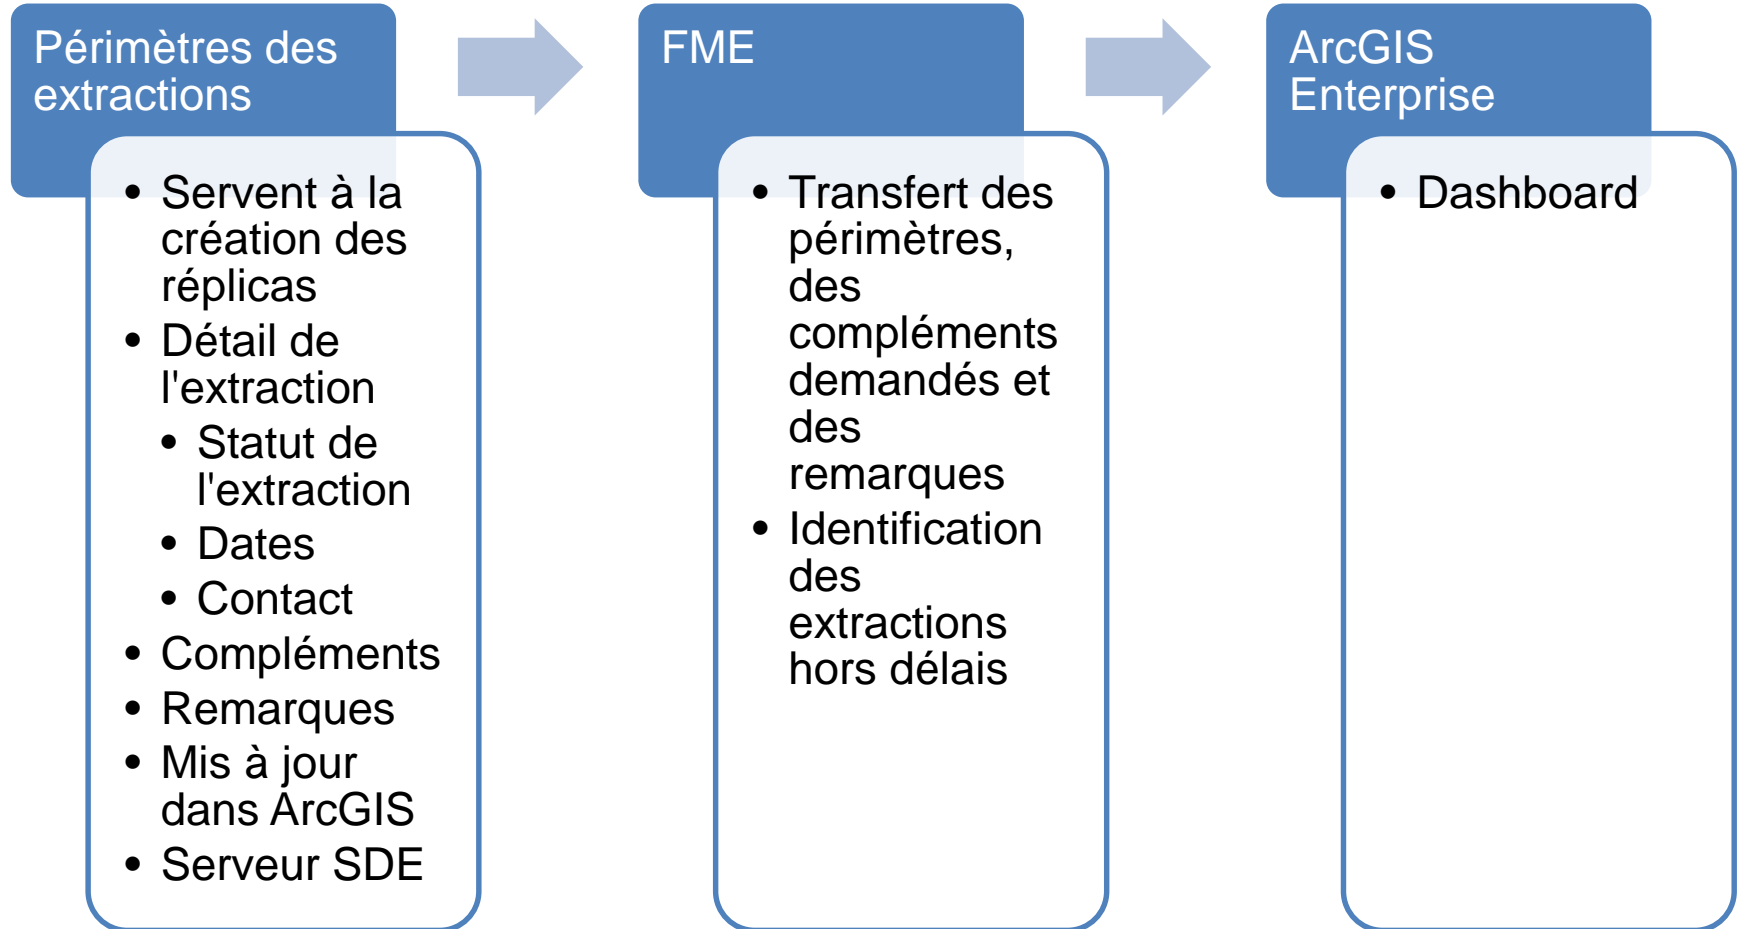 Périmètres des
extractions
• Servent à la
création des
réplicas
• Détail de
l'extraction
• Statut de
l'extraction
• Dates
• Contact
• Compléments
• Remarques
• Mis à jour
dans ArcGIS
• Serveur SDE
FME
• Transfert des
périmètres,
des
compléments
demandés et
des
remarques
• Identification
des
extractions
hors délais
ArcGIS
Enterprise
• Dashboard